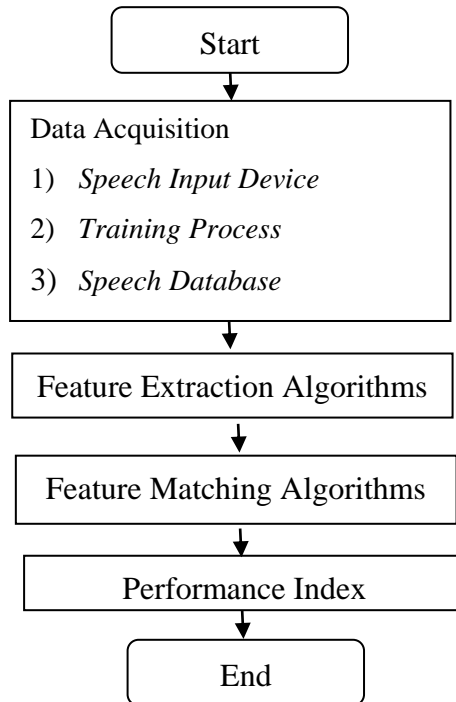 Start
Data Acquisition
1) Speech Input Device
2) Training Process
3) Speech Database
Feature Extraction Algorithms
Feature Matching Algorithms
Performance Index
End